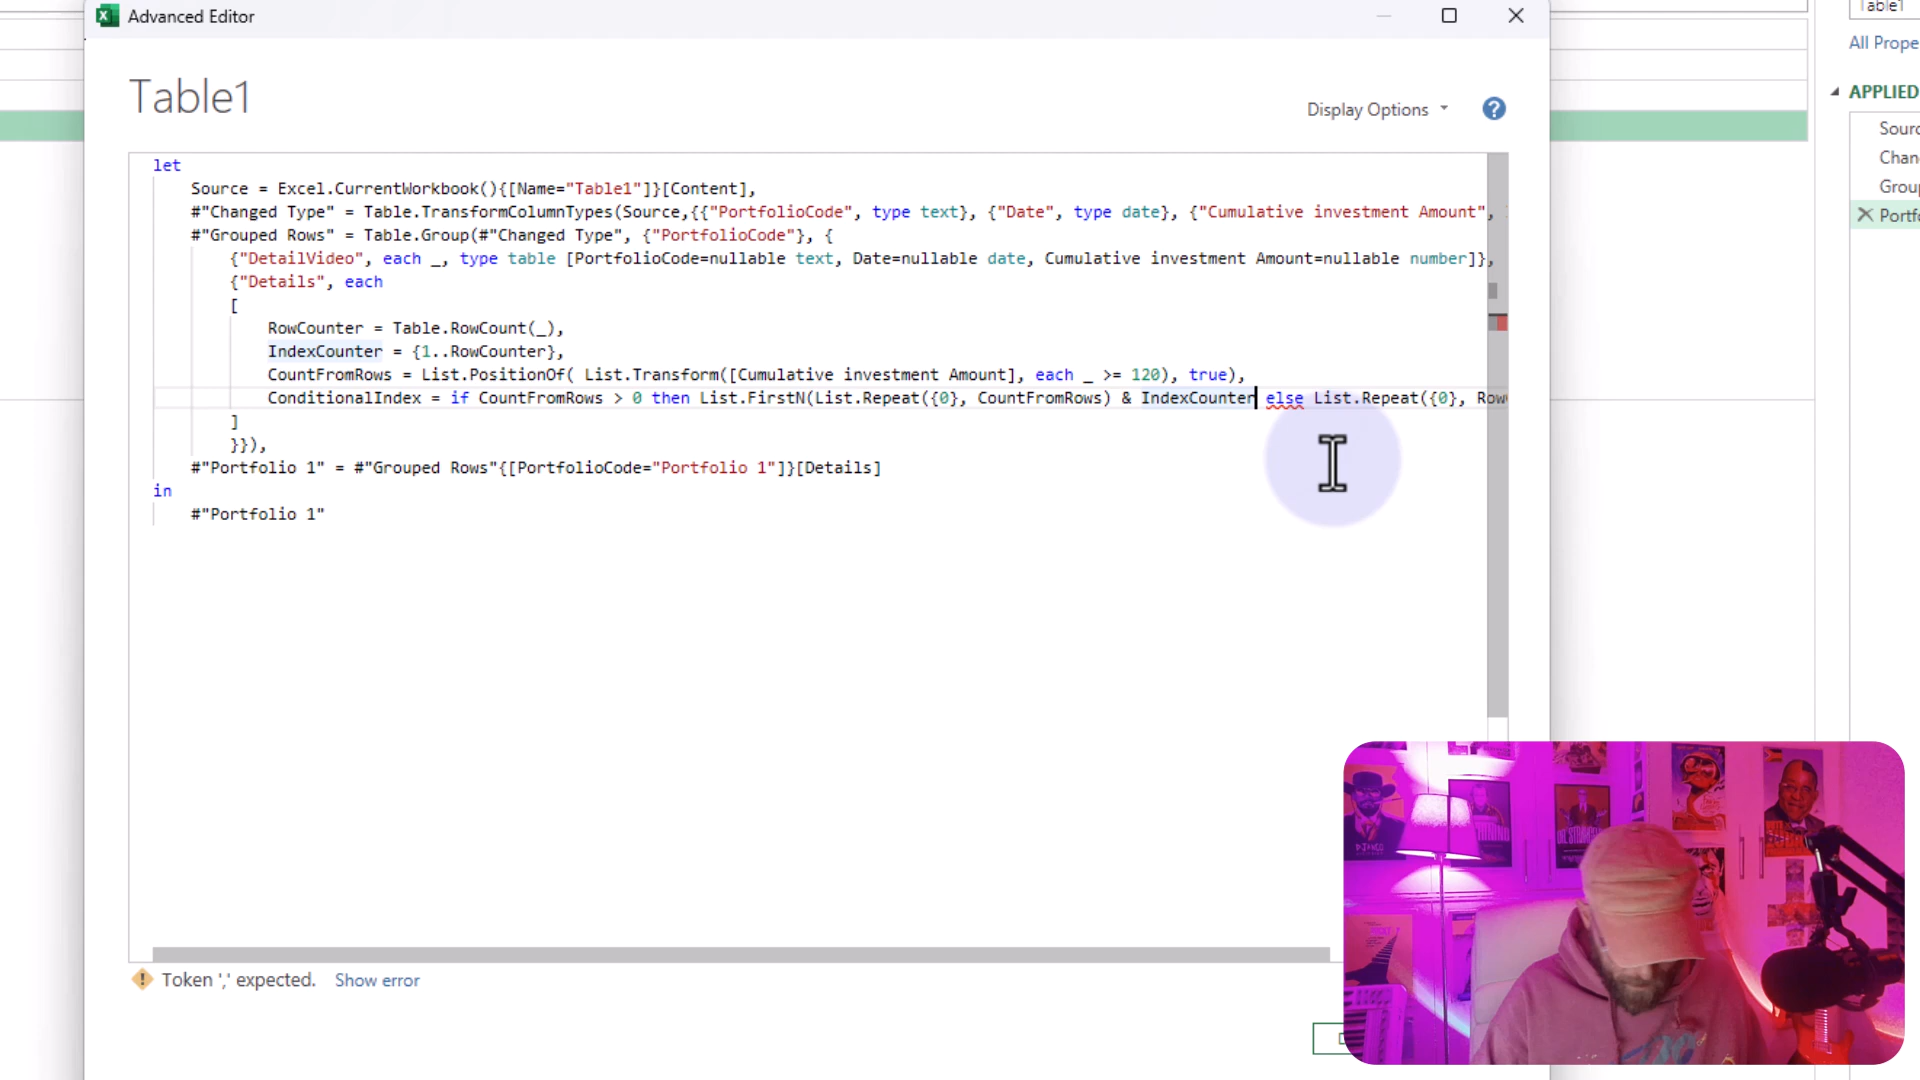 Advanced Editor
Table1
All Prope
APPLIED
Table1
Display Options
let
Source = Excel.CurrentWorkbook(){[Name="Table1"]}[Content],
#"Changed Type" = Table.TransformColumnTypes(Source,{{"PortfolioCode", type text}, {"Date", type date}, {"Cumulative investment Amount",
#"Grouped Rows" = Table.Group(#"Changed Type", {"PortfolioCode"}, {
{"DetailVideo", each _, type table [PortfolioCode=nullable text, Date=nullable date, Cumulative investment Amount=nullable number]},
{"Details", each
[
RowCounter = Table.RowCount(_),
IndexCounter = {1..RowCounter},
CountFromRows = List.PositionOf( List.Transform([Cumulative investment Amount], each _ >= 120), true),
ConditionalIndex = if CountFromRows > 0 then List.FirstN(List.Repeat({0}, CountFromRows) & IndexCounter else List.Repeat({0}, Row
]
}}),
#"Portfolio 1" = #"Grouped Rows"{[PortfolioCode="Portfolio 1"]}[Details]
in
#"Portfolio 1"
Sourc
Chan
Group
Portfo
Token ',' expected. Show error
DJANGO